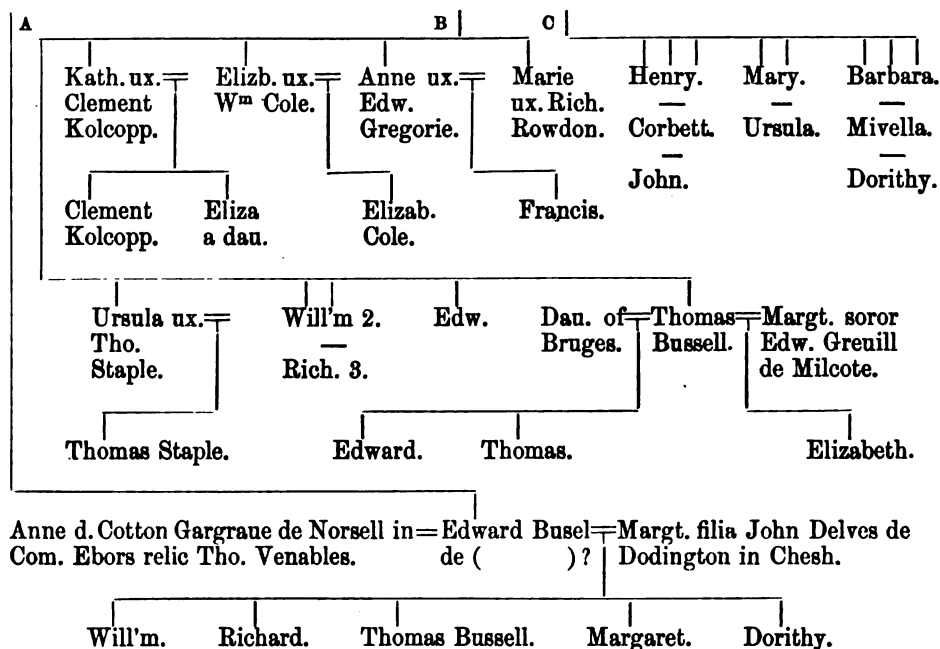 A B C
Kath. ux. Elizb. ux. Anne ux. Marie Henry. Mary. Barbara.
Clement Wm Cole. Edw. ux. Rich.
Kolcopp. Gregorie. Rowdon. Corbett. Ursula. Mivella.
John. Dorithy.
Clement Eliza Elizab. Francis.
Kolcopp. a dau. Cole.
Ursula ux. Will'm 2. Edw. Dau. of Thomas Margt. soror
Tho. Bruges. Bussell. Edw. Greuill
Staple. Rich. 3. de Milcote.
Thomas Staple. Edward. Thomas. Elizabeth.
Anne d. Cotton Gargraue de Norsell in = Edward Busel Margt. filia John Delves de
Com. Ebors relic Tho. Venables. de ( )? Dodington in Chesh.
Will'm. Richard. Thomas Bussell. Margaret. Dorithy.